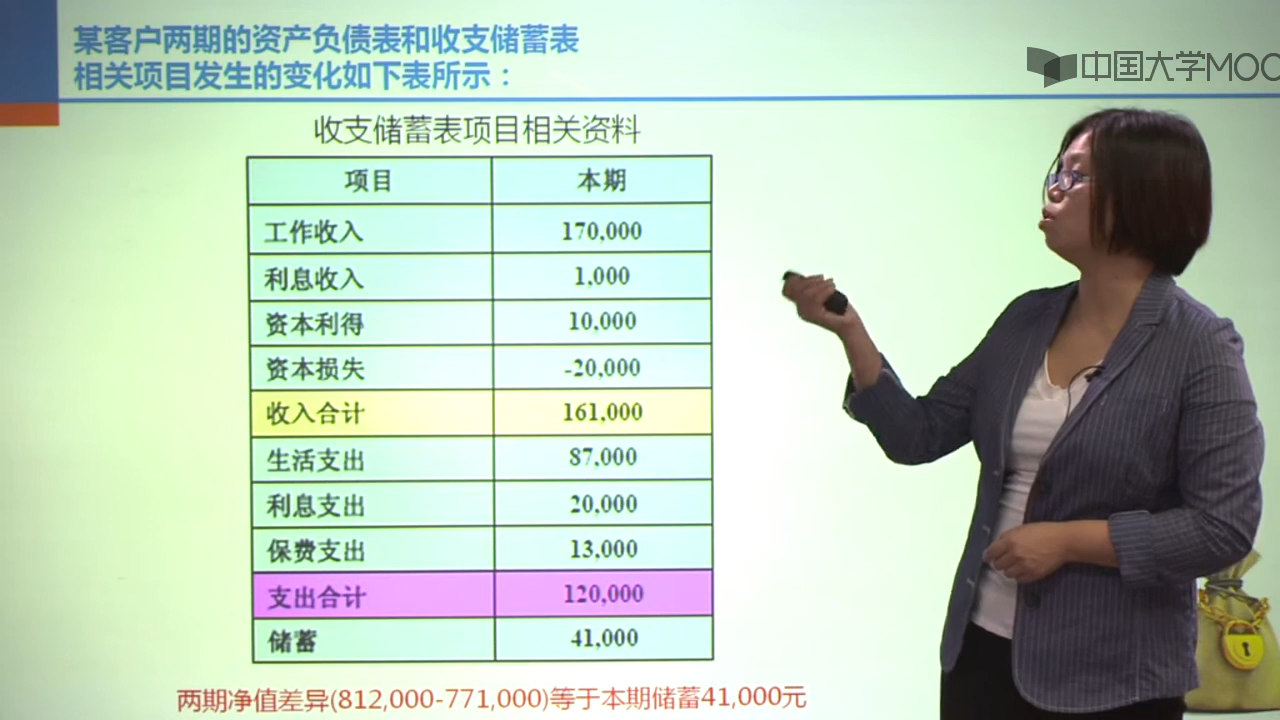 某客户两期的资产负债表和收支储蓄表
相关项目发生的变化如下表所示：
中国大学MOO
收支储蓄表项目相关资料
项目 本期
工作收入 170,000
利息收入 1,000
资本利得 10,000
资本损失 -20,000
收入合计 161,000
生活支出 87,000
利息支出 20,000
保费支出 13,000
支出合计 120,000
储蓄 41,000
两期净值差异(812,000-771,000)等于本期储蓄41,000元